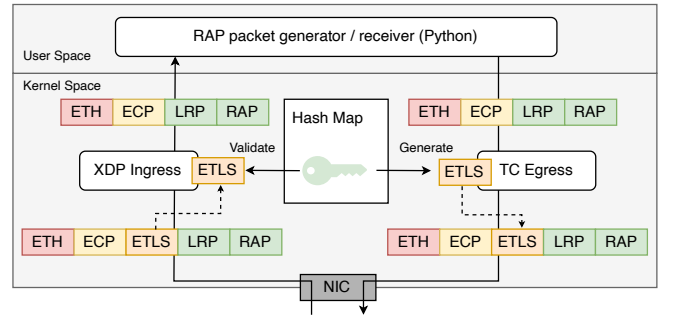 RAP packet generator / receiver (Python)
User Space
Kernel Space
ETH ECP LRP RAP
ETH ECP LRP RAP
Hash Map
Validate
Generate
XDP Ingress
ETLS
ETLS
TC Egress
ETH ECP ETLS LRP RAP
ETH ECP ETLS LRP RAP
NIC